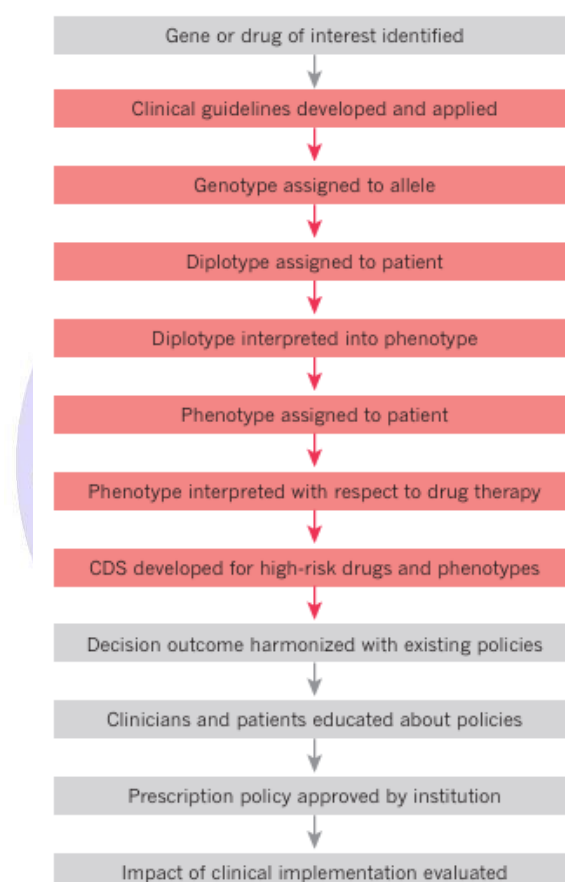 Gene or drug of interest identified
Clinical guidelines developed and applied
Genotype assigned to allele
Diplotype assigned to patient
Diplotype interpreted into phenotype
Phenotype assigned to patient
Phenotype interpreted with respect to drug therapy
CDS developed for high-risk drugs and phenotypes
Decision outcome harmonized with existing policies
Clinicians and patients educated about policies
Prescription policy approved by institution
Impact of clinical implementation evaluated